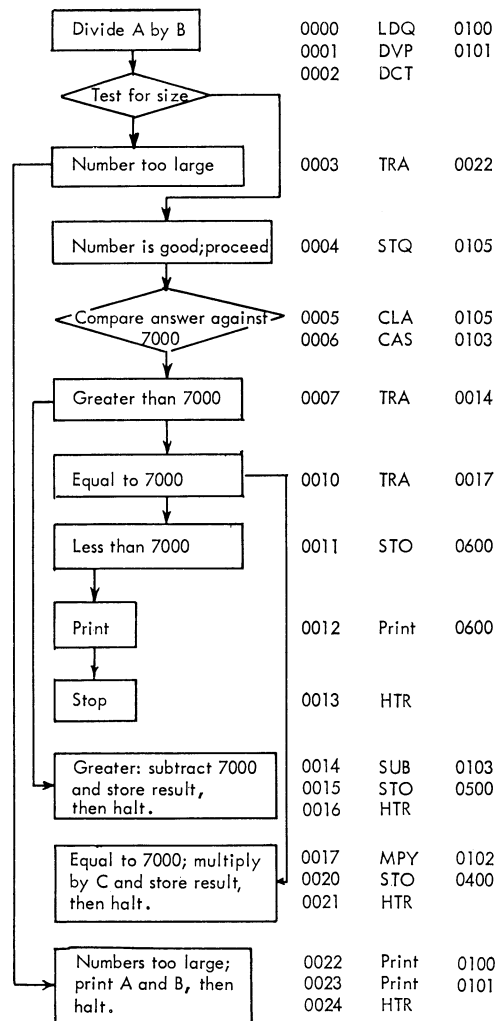 Divide A by B 0000 LDQ 0100
0001 DVP 0101
0002 DCT
Test for size
Number too large 0003 TRA 0022
Number is good;proceed 0004 STQ 0105
Compare answer against 0005 CLA 0105
7000 0006 CAS 0103
Greater than 7000 0007 TRA 0014
Equal to 7000 0010 TRA 0017
Less than 7000 0011 STO 0600
Print 0012 Print 0600
Stop 0013 HTR
Greater: subtract 7000 0014 SUB 0103
and store result, 0015 STO 0500
then halt. 0016 HTR
Equal to 7000; multiply 0017 MPY 0102
by C and store result, 0020 STO 0400
then halt. 0021 HTR
Numbers too large; 0022 Print 0100
print A and B, then 0023 Print 0101
halt. 0024 HTR